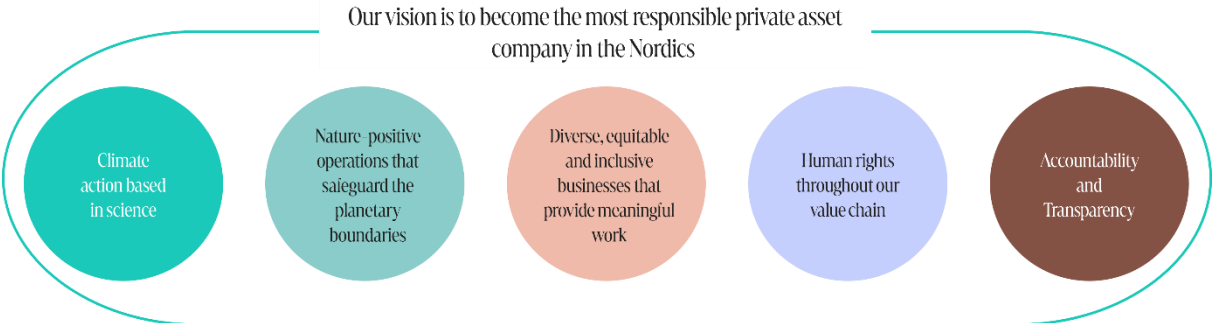 Our vision is to become the most responsible private asset
company in the Nordics
Climate
action based
in science
Nature-positive
operations that
safeguard the
planetary
boundaries
Diverse, equitable
and inclusive
businesses that
provide meaningful
work
Human rights
throughout our
value chain
Accountability
and
Transparency